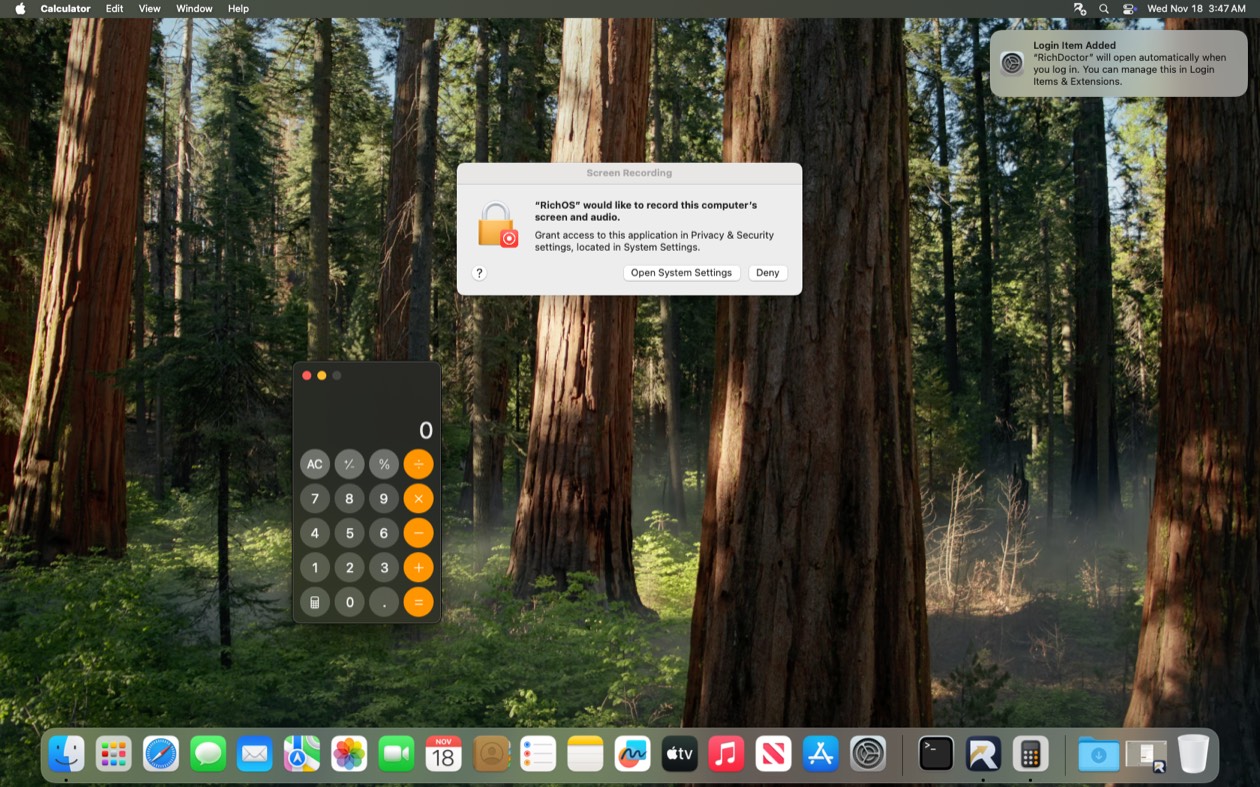 Calculator Edit View Window Help Wed Nov 18 3:47 AM
Login Item Added
“RichDoctor” will open automatically when
you log in. You can manage this in Login
Items & Extensions.
Screen Recording
“RichOS” would like to record this computer's
screen and audio.
Grant access to this application in Privacy & Security
settings, located in System Settings.
? Open System Settings Deny
0
AC ⁺∕₋ % ÷
7 8 9 ×
4 5 6 −
1 2 3 +
0 . =
NOV
18
tv
>_